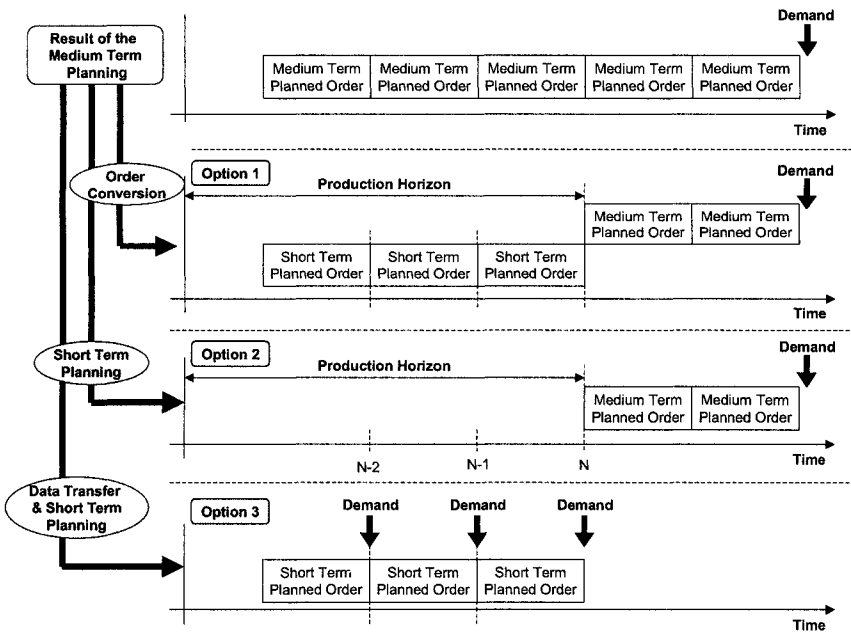 Demand
Result of the
Medium Term
Planning
Medium Term
Planned Order
Medium Term
Planned Order
Medium Term
Planned Order
Medium Term
Planned Order
Medium Term
Planned Order
Time
Order
Conversion
Option 1
Production Horizon
Demand
Medium Term
Planned Order
Medium Term
Planned Order
Short Term
Planned Order
Short Term
Planned Order
Short Term
Planned Order
Time
Short Term
Planning
Option 2
Production Horizon
Demand
Medium Term
Planned Order
Medium Term
Planned Order
N-2
N-1
N
Time
Data Transfer
& Short Term
Planning
Option 3
Demand
Demand
Demand
Short Term
Planned Order
Short Term
Planned Order
Short Term
Planned Order
Time